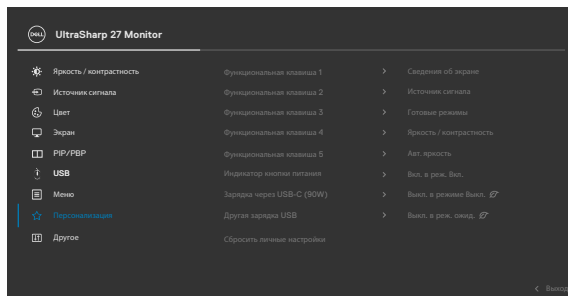 DELL UltraSharp 27 Monitor
Яркость / контрастность Функциональная клавиша 1 Сведения об экране
Источник сигнала Функциональная клавиша 2 Источник сигнала
Цвет Функциональная клавиша 3 Готовые режимы
Экран Функциональная клавиша 4 Яркость / контрастность
PIP/PBP Функциональная клавиша 5 Авт. яркость
USB Индикатор кнопки питания Вкл. в реж. Вкл.
Меню Зарядка через USB-C (90W) Выкл. в режиме Выкл.
Персонализация Другая зарядка USB Выкл. в реж. ожид.
Другое Сбросить личные настройки
Выход